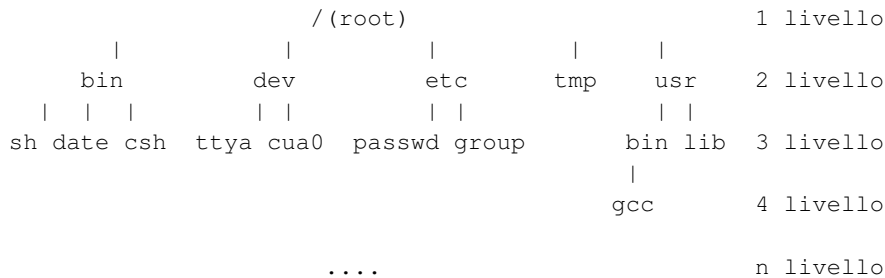 /(root) 1 livello
| | | | |
bin dev etc tmp usr 2 livello
| | | | | | | | |
sh date csh ttya cua0 passwd group bin lib 3 livello
|
gcc 4 livello
.... n livello